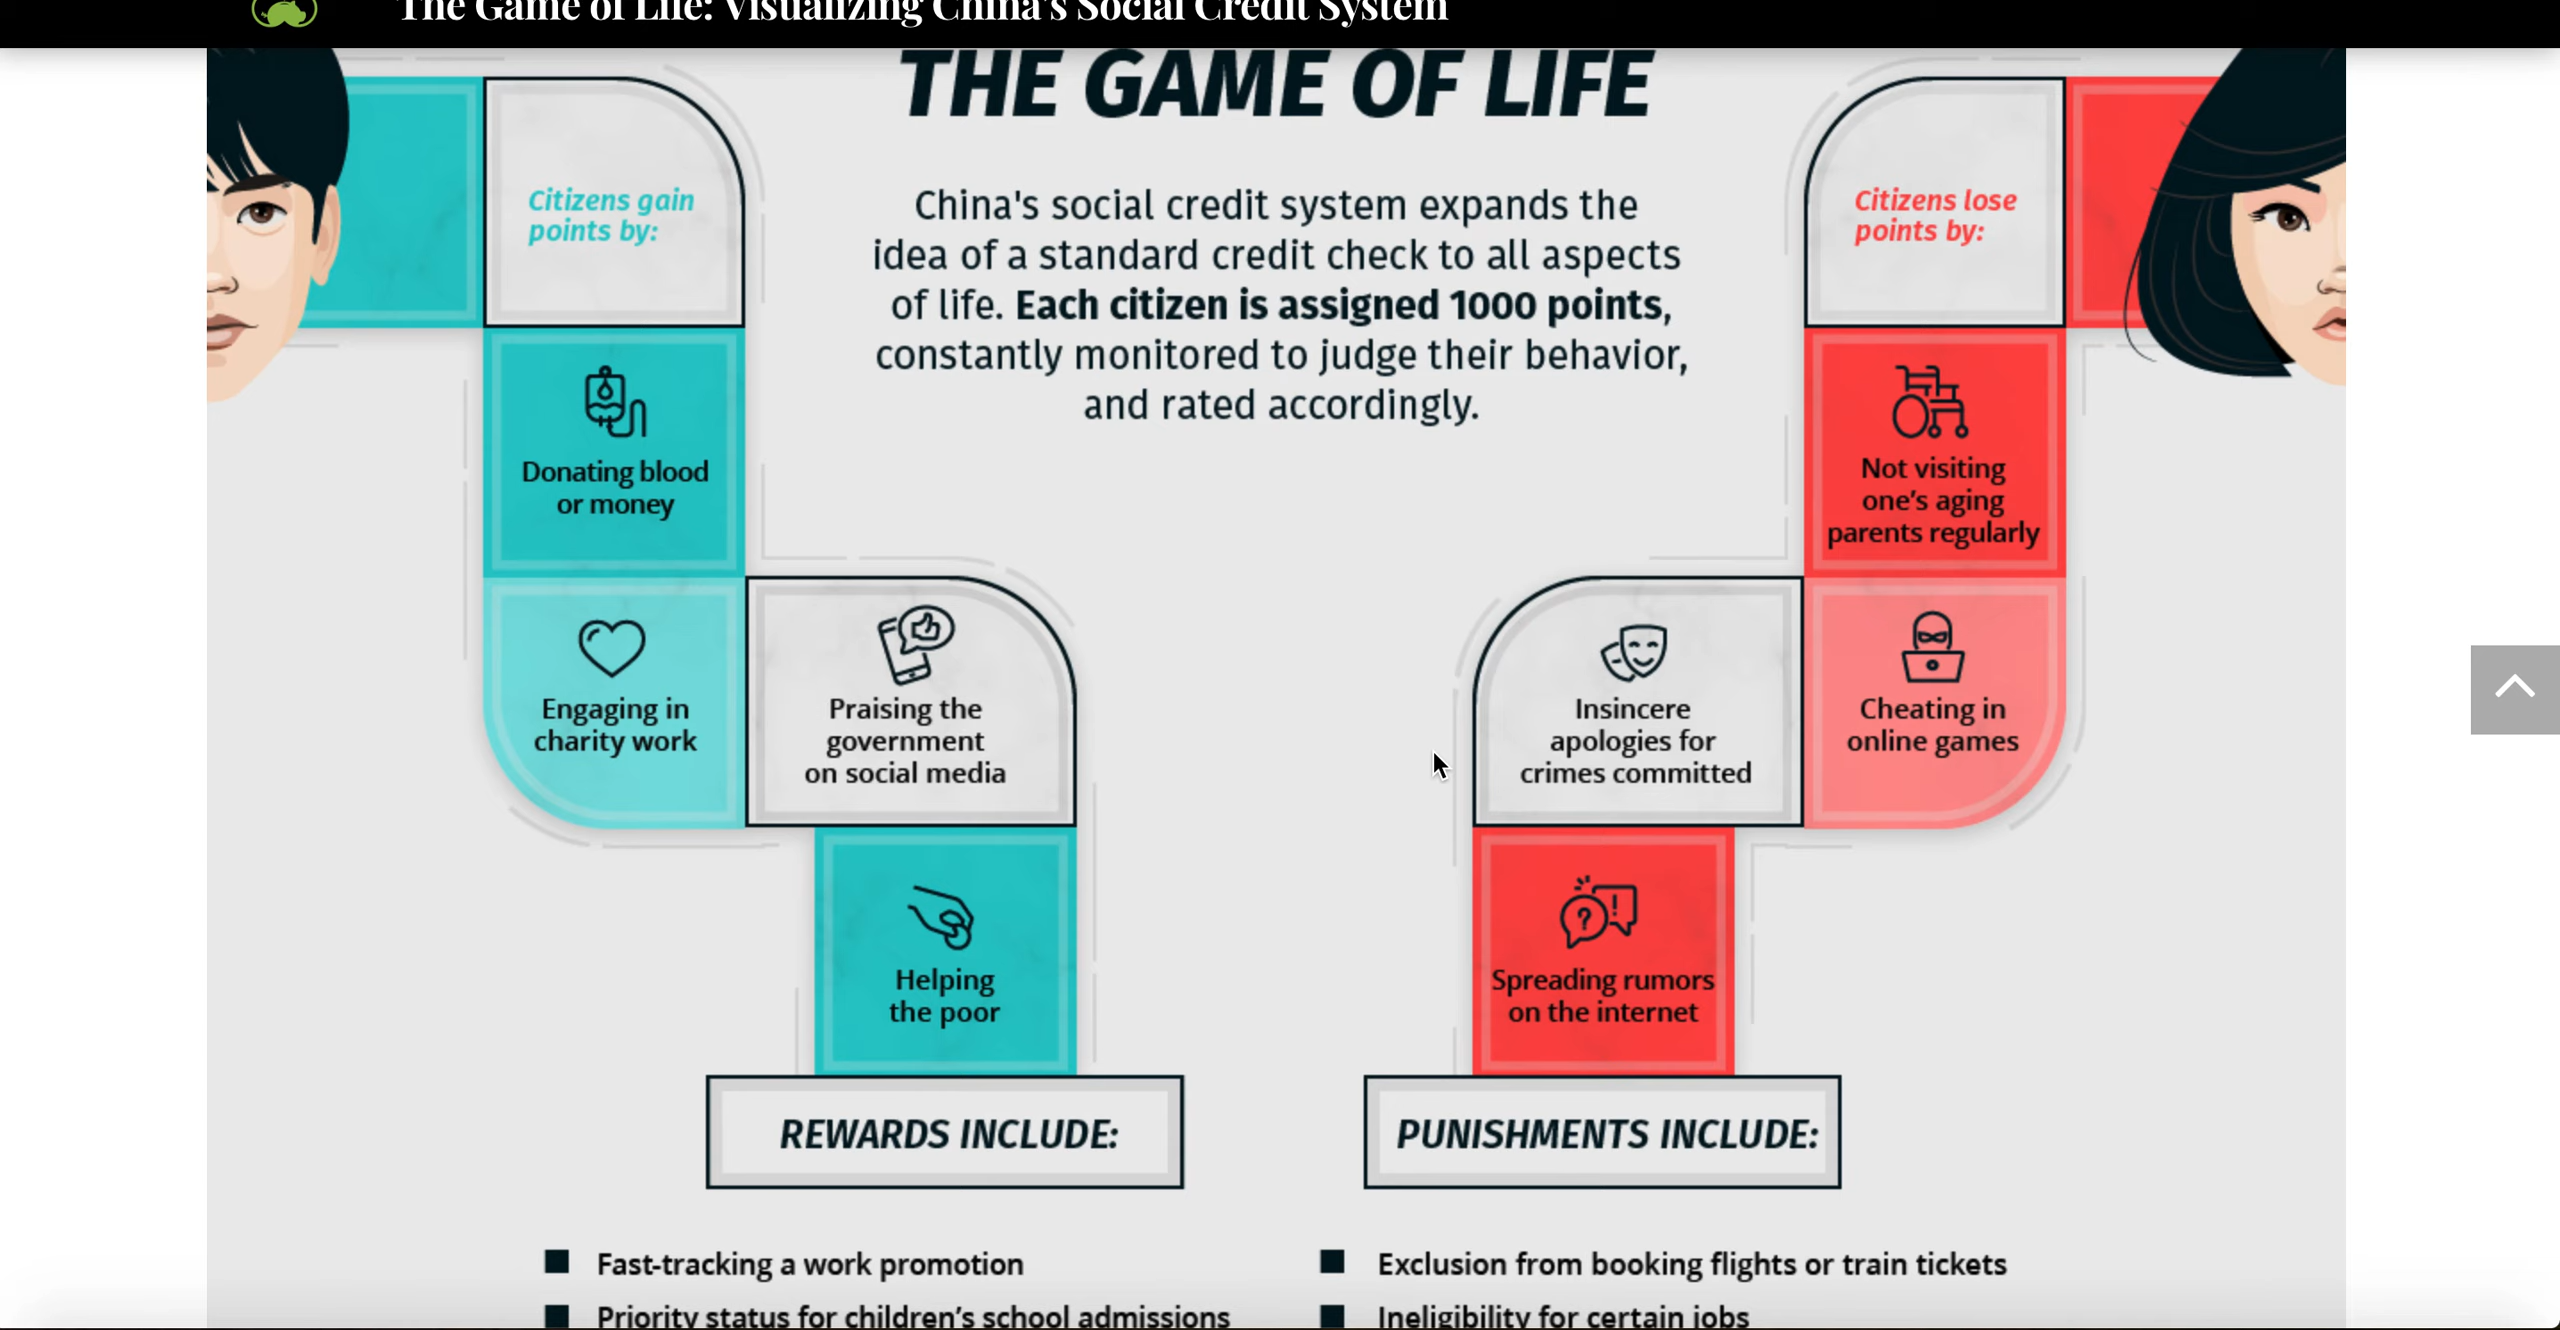 The Game of Life: Visualizing China's Social Credit System
THE GAME OF LIFE
China's social credit system expands the
idea of a standard credit check to all aspects
of life. Each citizen is assigned 1000 points,
constantly monitored to judge their behavior,
and rated accordingly.
Citizens gain
points by:
Donating blood
or money
Engaging in
charity work
Praising the
government
on social media
Helping
the poor
Citizens lose
points by:
Not visiting
one’s aging
parents regularly
Cheating in
online games
Insincere
apologies for
crimes committed
Spreading rumors
on the internet
REWARDS INCLUDE:
Fast-tracking a work promotion
Priority status for children’s school admissions
PUNISHMENTS INCLUDE:
Exclusion from booking flights or train tickets
Ineligibility for certain jobs